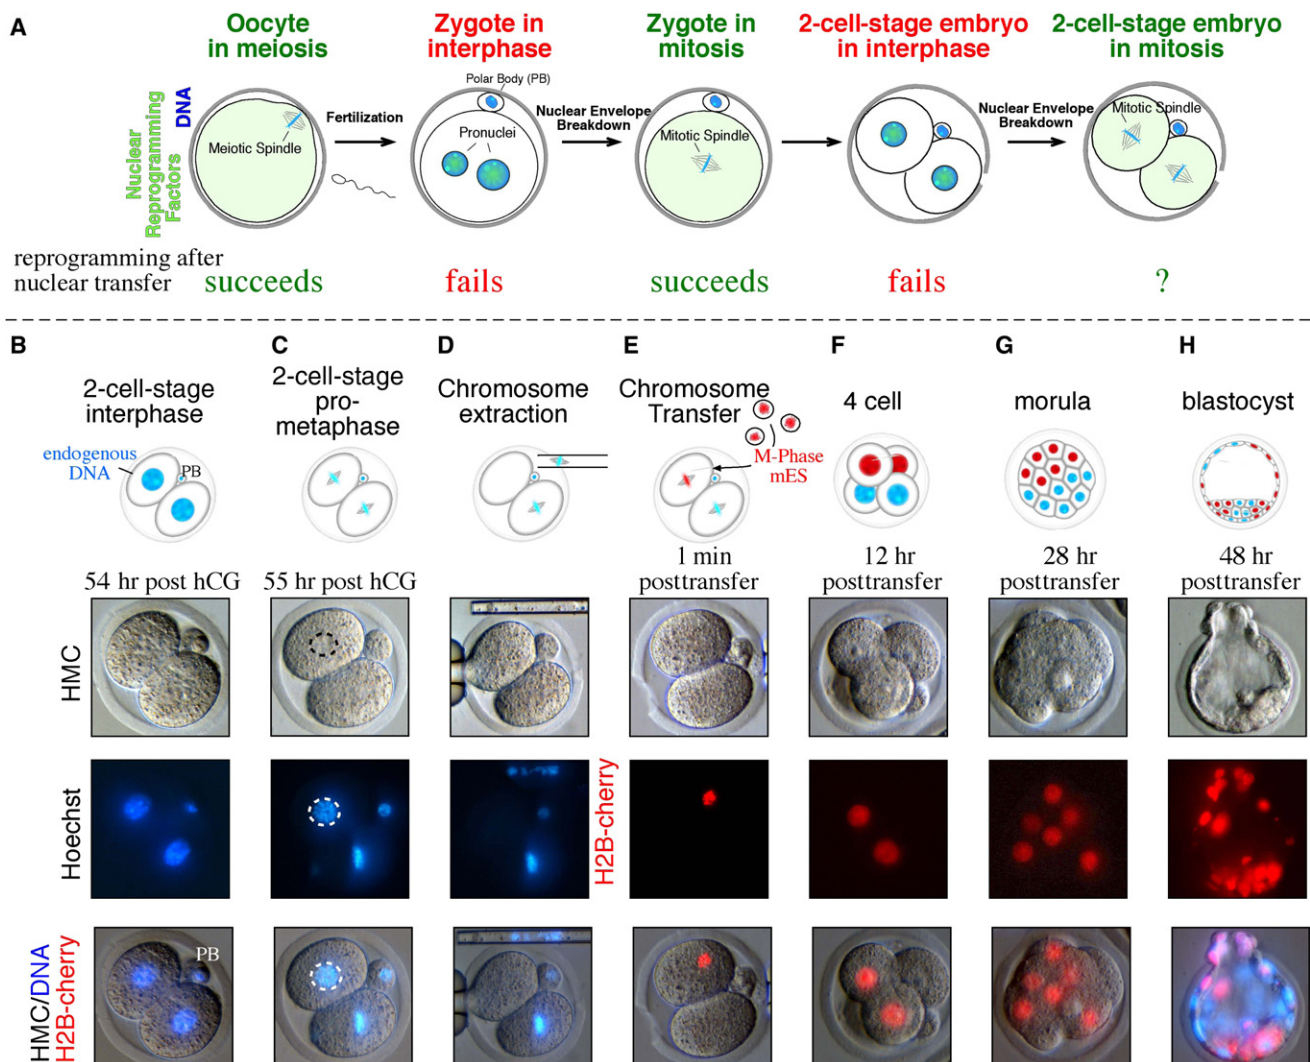 A
Oocyte
in meiosis
Zygote in
interphase
Zygote in
mitosis
2-cell-stage embryo
in interphase
2-cell-stage embryo
in mitosis
Nuclear
Reprogramming
Factors
DNA
Meiotic Spindle
Fertilization
Polar Body (PB)
Pronuclei
Nuclear Envelope
Breakdown
Mitotic Spindle
Nuclear Envelope
Breakdown
Mitotic Spindle
reprogramming after
nuclear transfer
succeeds
fails
succeeds
fails
?
B
2-cell-stage
interphase
endogenous
DNA
PB
54 hr post hCG
C
2-cell-stage
pro-
metaphase
55 hr post hCG
D
Chromosome
extraction
E
Chromosome
Transfer
M-Phase
mES
1 min
posttransfer
F
4 cell
12 hr
posttransfer
G
morula
28 hr
posttransfer
H
blastocyst
48 hr
posttransfer
HMC
Hoechst
H2B-cherry
HMC/DNA
H2B-cherry
PB